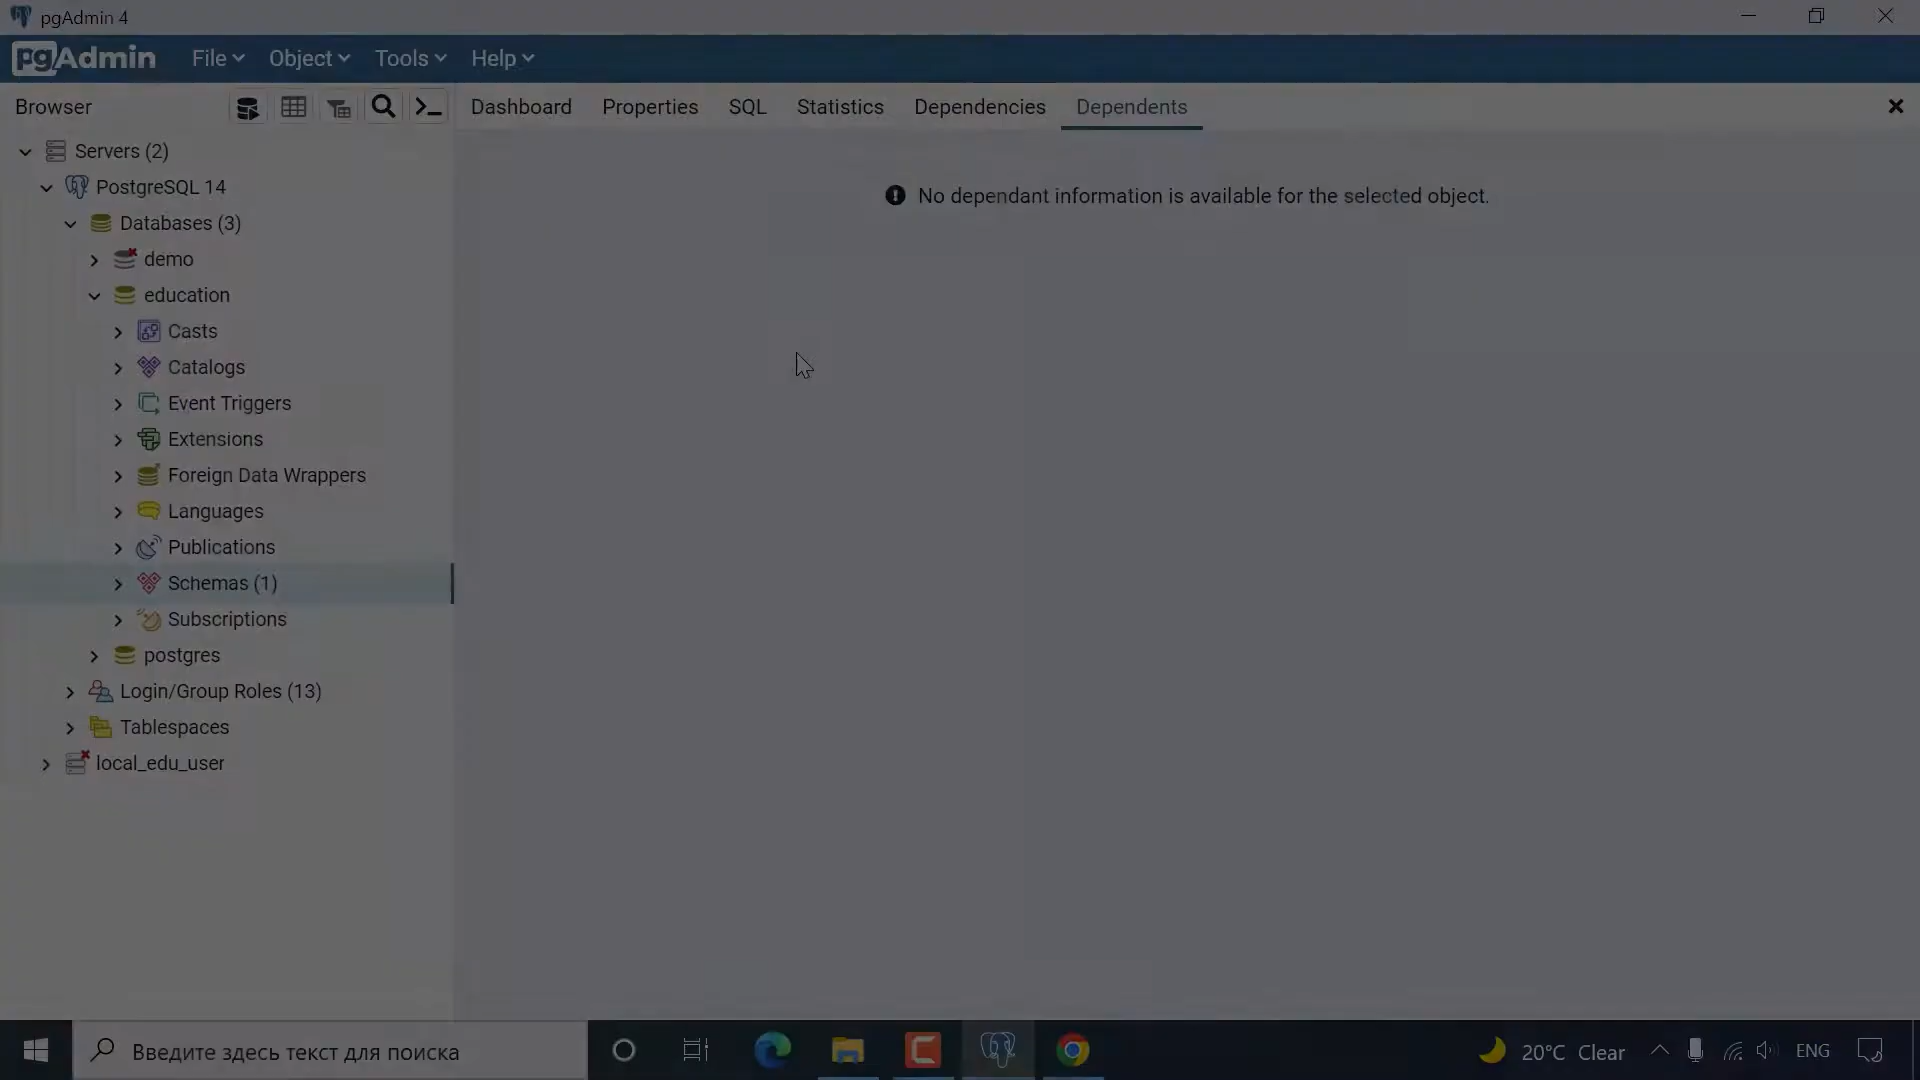 pgAdmin 4
pgAdmin File Object Tools Help
Browser Dashboard Properties SQL Statistics Dependencies Dependents
Servers (2)
PostgreSQL 14
No dependant information is available for the selected object.
Databases (3)
demo
education
Casts
Catalogs
Event Triggers
Extensions
Foreign Data Wrappers
Languages
Publications
Schemas (1)
Subscriptions
postgres
Login/Group Roles (13)
Tablespaces
local_edu_user
Введите здесь текст для поиска 20°C Clear ENG